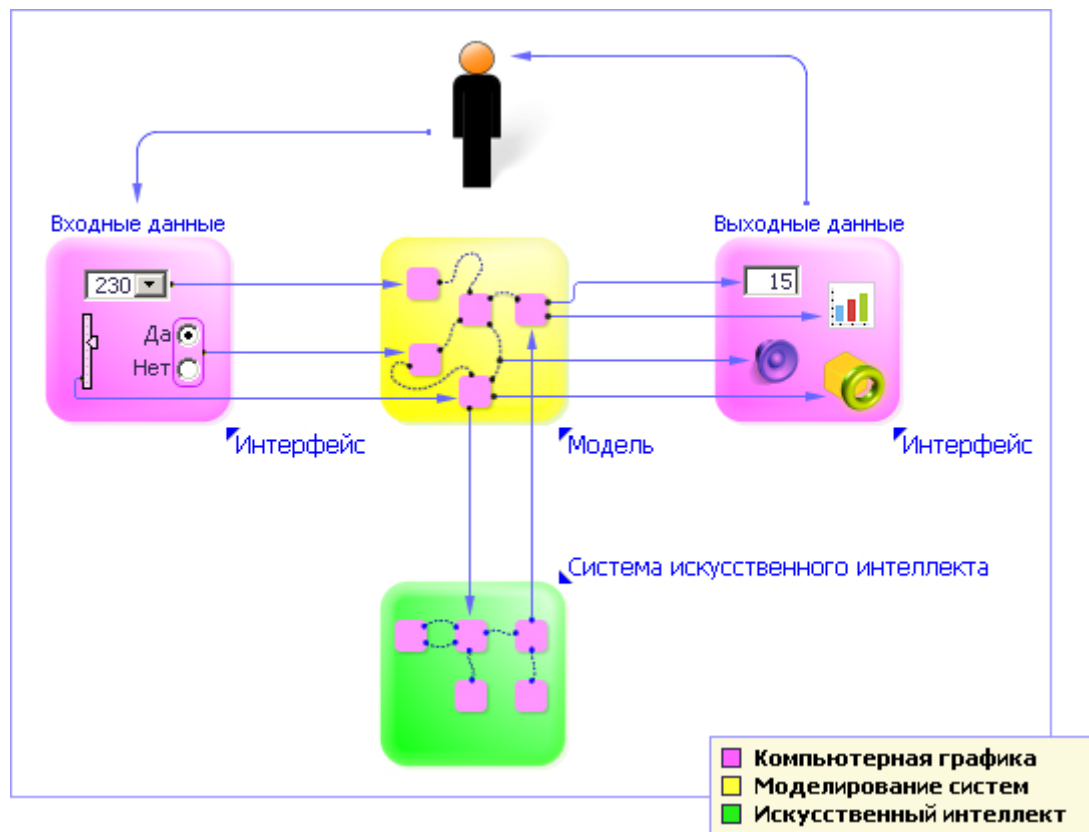 Входные данные
Выходные данные
230
15
Да
Нет
Интерфейс
Модель
Интерфейс
Система искусственного интеллекта
Компьютерная графика
Моделирование систем
Искусственный интеллект